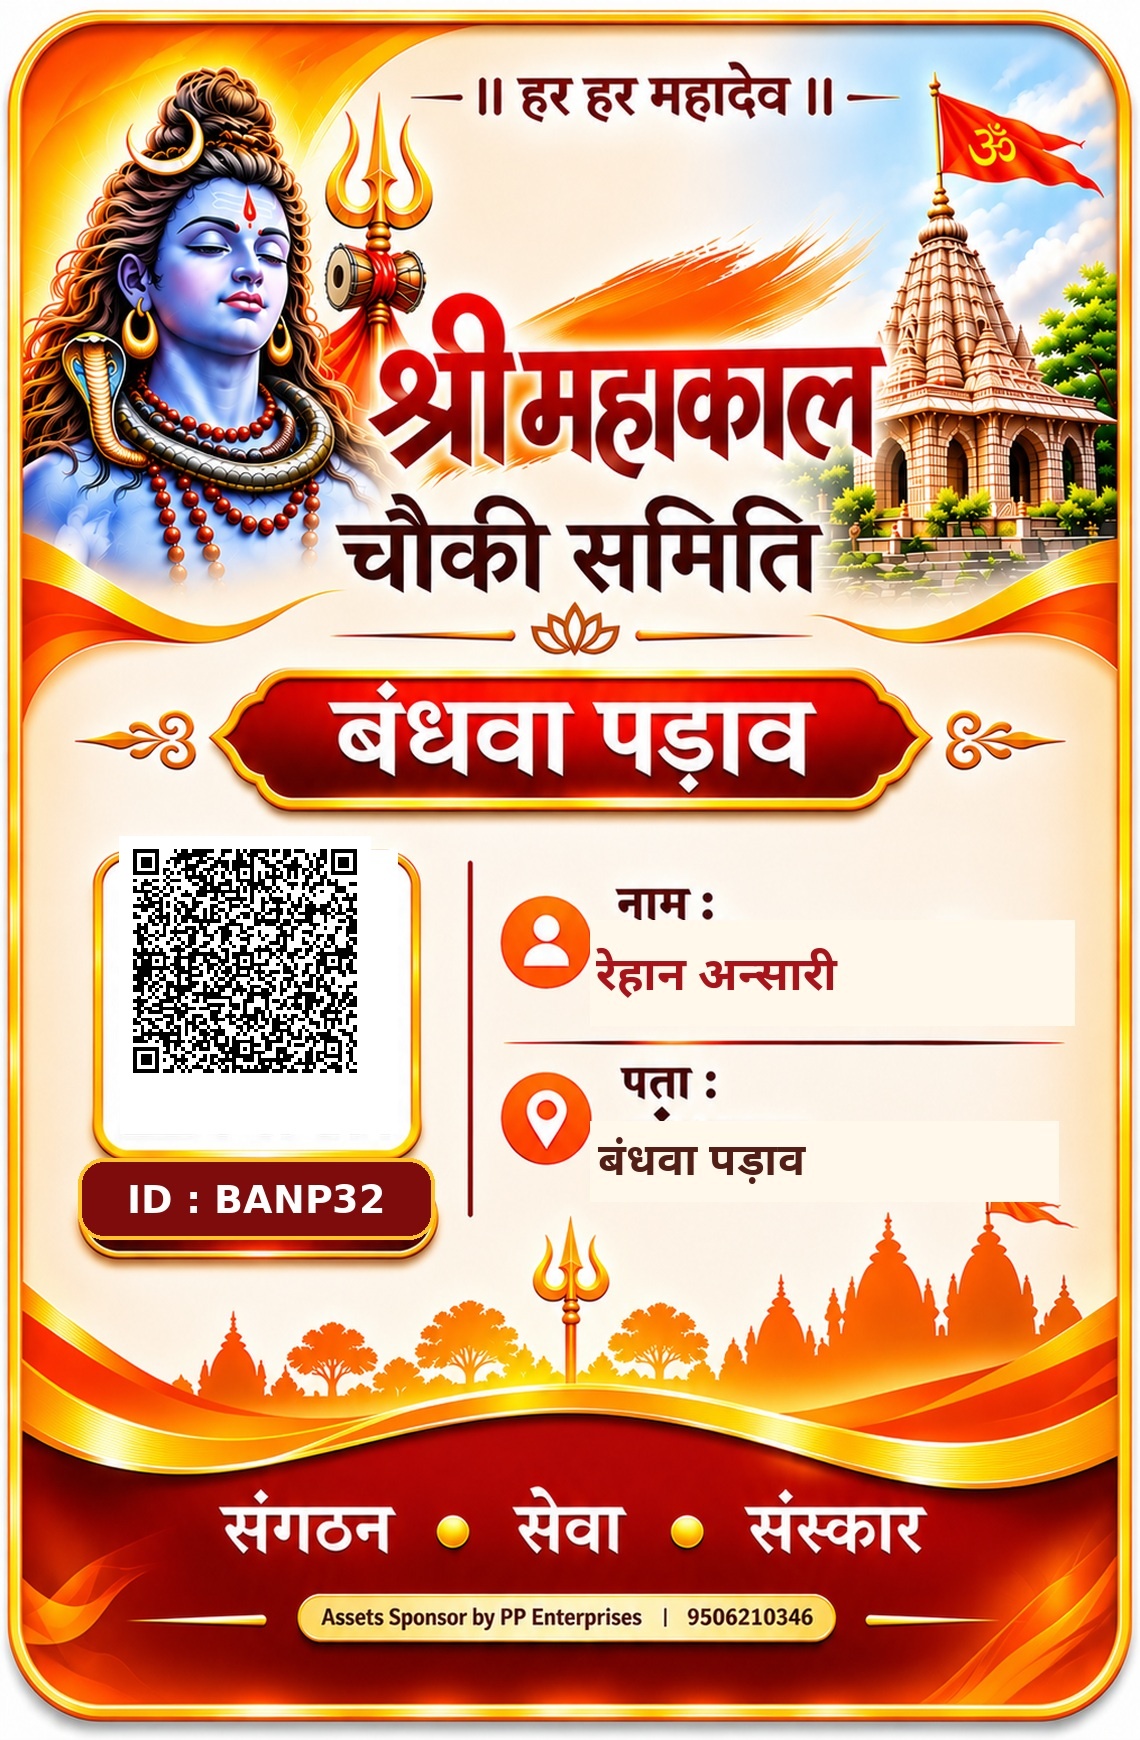 ॥ हर हर महादेव ॥
ॐ
श्री महाकाल
चौकी समिति
बंधवा पड़ाव
नाम :
रेहान अन्सारी
पता :
बंधवा पड़ाव
ID : BANP32
संगठन • सेवा • संस्कार
Assets Sponsor by PP Enterprises | 9506210346